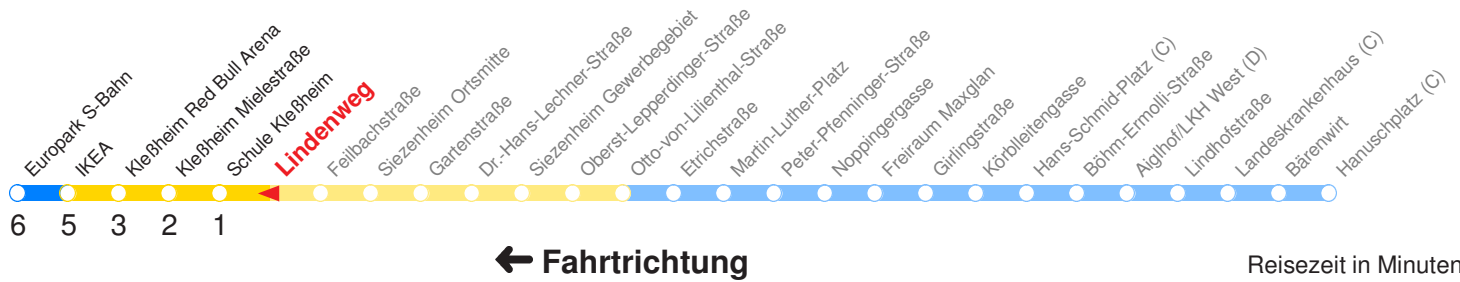 Europark S-Bahn
IKEA
Kleßheim Red Bull Arena
Kleßheim Mielestraße
Schule Kleßheim
Lindenweg
Feilbachstraße
Siezenheim Ortsmitte
Gartenstraße
Dr.-Hans-Lechner-Straße
Siezenheim Gewerbegebiet
Oberst-Lepperdinger-Straße
Otto-von-Lilienthal-Straße
Etrichstraße
Martin-Luther-Platz
Peter-Pfenninger-Straße
Noppingergasse
Freiraum Maxglan
Girlingstraße
Körblleitengasse
Hans-Schmid-Platz (C)
Böhm-Ermolli-Straße
Aiglhof/LKH West (D)
Lindhofstraße
Landeskrankenhaus (C)
Bärenwirt
Hanuschplatz (C)
6 5 3 2 1
← Fahrtrichtung
Reisezeit in Minuten